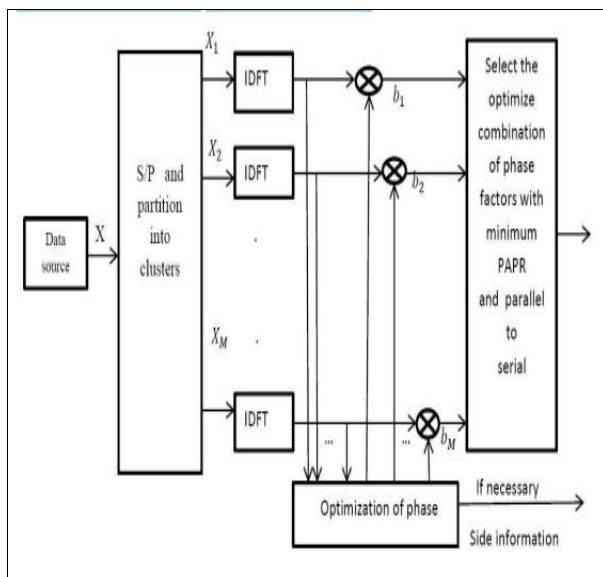 Data
source
X
S/P and
partition
into
clusters
X1
X2
XM
IDFT
IDFT
IDFT
b1
b2
bM
...
...
Select the
optimize
combination
of phase
factors with
minimum
PAPR
and parallel
to
serial
Optimization of phase
If necessary
Side information